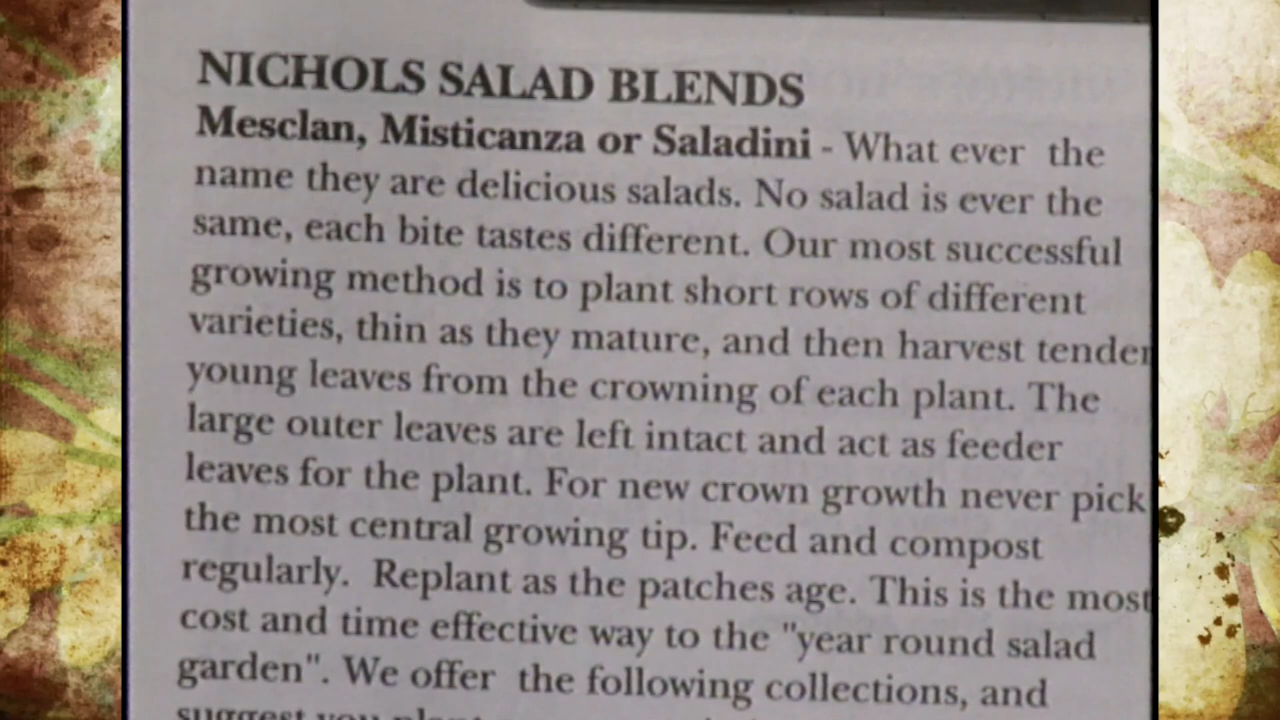 NICHOLS SALAD BLENDS
Mesclan, Misticanza or Saladini - What ever the
name they are delicious salads. No salad is ever the
same, each bite tastes different. Our most successful
growing method is to plant short rows of different
varieties, thin as they mature, and then harvest tender
young leaves from the crowning of each plant. The
large outer leaves are left intact and act as feeder
leaves for the plant. For new crown growth never pick
the most central growing tip. Feed and compost
regularly. Replant as the patches age. This is the most
cost and time effective way to the "year round salad
garden". We offer the following collections, and
suggest you plant